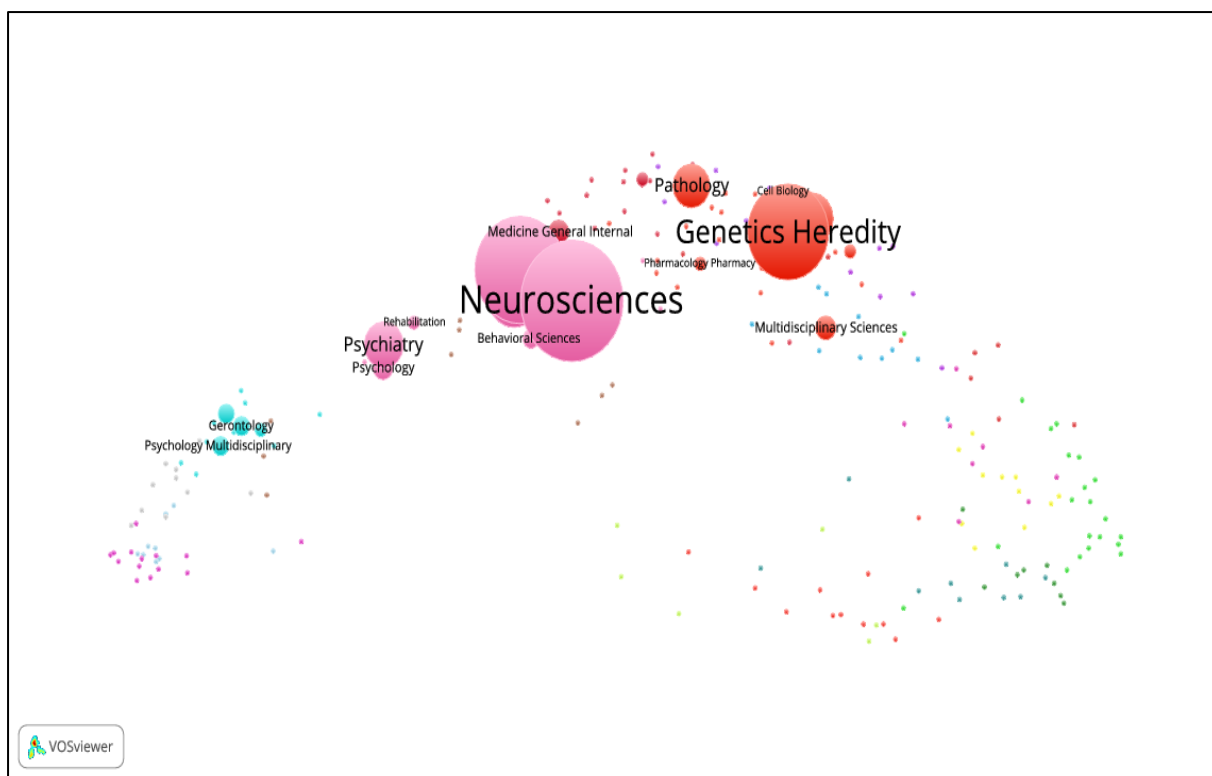 Pathology
Cell Biology
Medicine General Internal
Genetics Heredity
Pharmacology Pharmacy
Neurosciences
Rehabilitation
Multidisciplinary Sciences
Behavioral Sciences
Psychiatry
Psychology
Gerontology
Psychology Multidisciplinary
VOSviewer